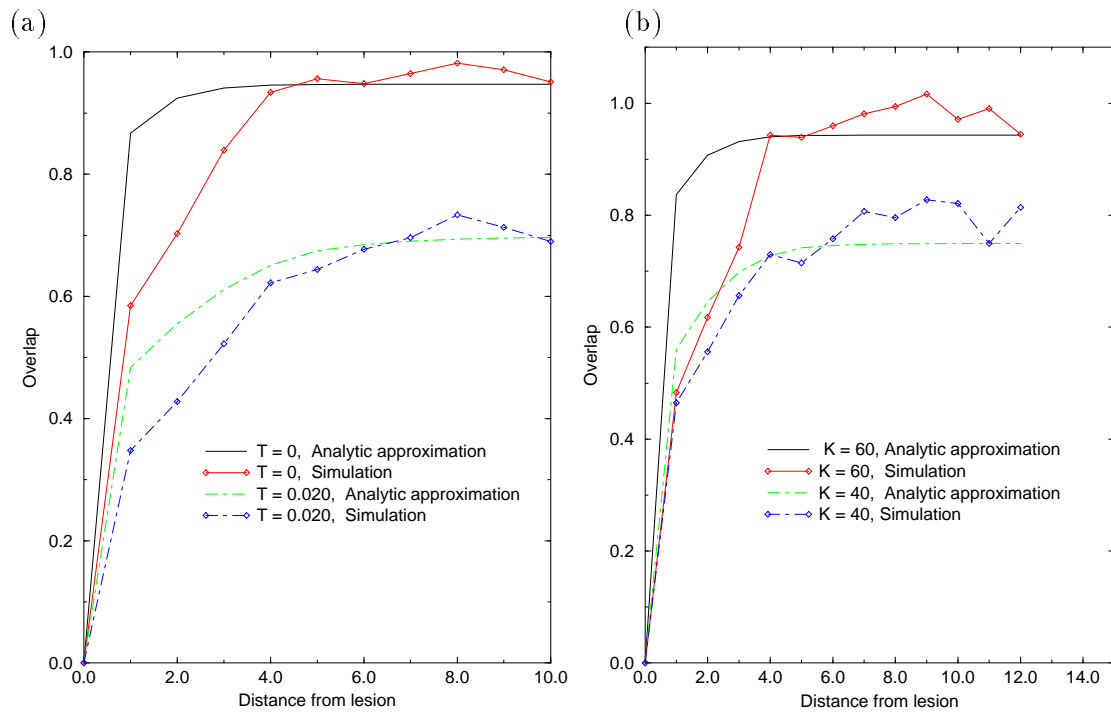 (a)
1.0
0.8
0.6
0.4
0.2
0.0
Overlap
T = 0, Analytic approximation
T = 0, Simulation
T = 0.020, Analytic approximation
T = 0.020, Simulation
0.0 2.0 4.0 6.0 8.0 10.0
Distance from lesion
(b)
1.0
0.8
0.6
0.4
0.2
0.0
Overlap
K = 60, Analytic approximation
K = 60, Simulation
K = 40, Analytic approximation
K = 40, Simulation
0.0 2.0 4.0 6.0 8.0 10.0 12.0 14.0
Distance from lesion